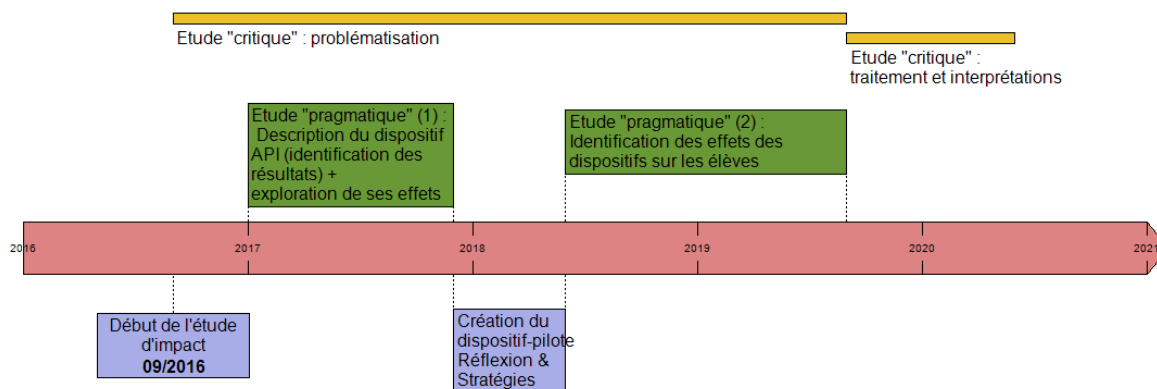 Etude "critique" : problématisation
Etude "critique" :
traitement et interprétations
Etude "pragmatique" (1) :
Description du dispositif
API (identification des
résultats) +
exploration de ses effets
Etude "pragmatique" (2) :
Identification des effets des
dispositifs sur les élèves
2016 2017 2018 2019 2020 2021
Début de l'étude
d'impact
09/2016
Création du
dispositif-pilote
Réflexion &
Stratégies